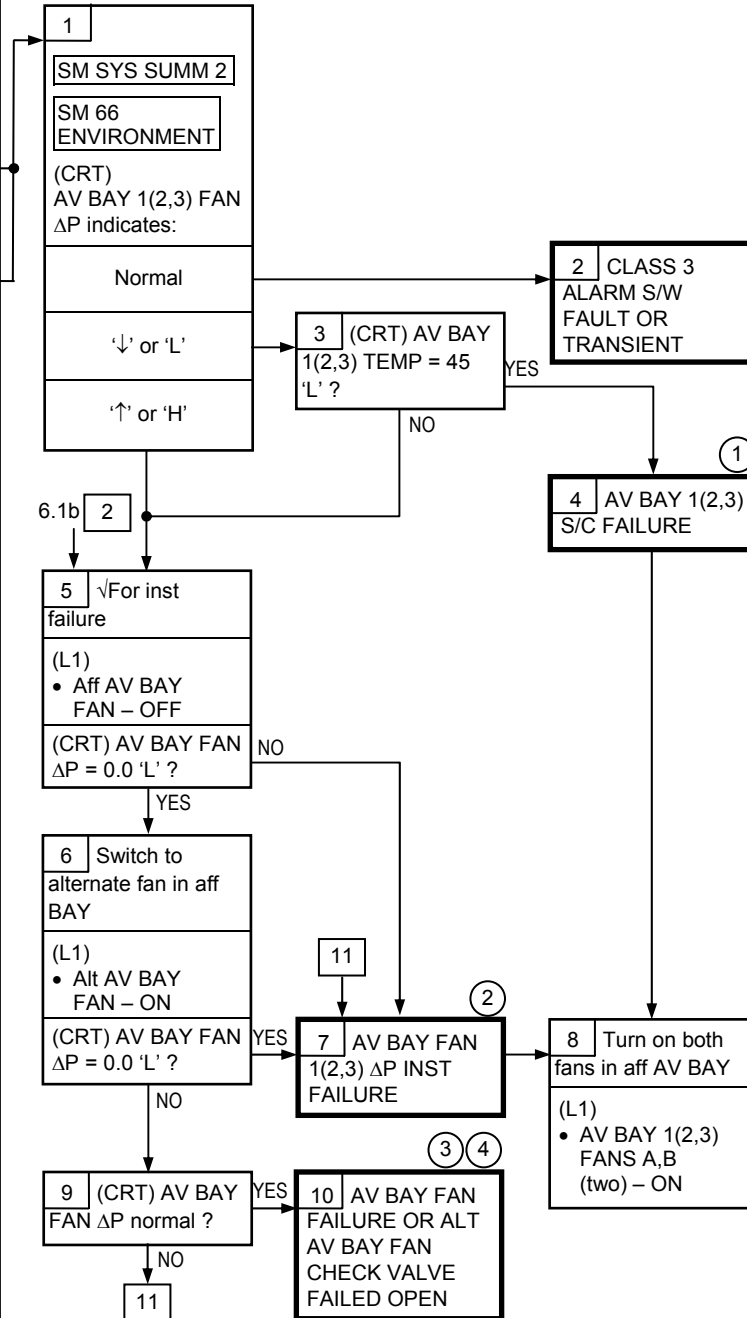 1
SM SYS SUMM 2
SM 66
ENVIRONMENT
(CRT)
AV BAY 1(2,3) FAN
∆P indicates:
Normal
‘↓’ or ‘L’
‘↑’ or ‘H’
2 CLASS 3
ALARM S/W
FAULT OR
TRANSIENT
3 (CRT) AV BAY
1(2,3) TEMP = 45
‘L’ ?
YES
NO
1
4 AV BAY 1(2,3)
S/C FAILURE
6.1b 2
5 √For inst
failure
(L1)
• Aff AV BAY
FAN – OFF
(CRT) AV BAY FAN
∆P = 0.0 ‘L’ ?
NO
YES
6 Switch to
alternate fan in aff
BAY
(L1)
• Alt AV BAY
FAN – ON
(CRT) AV BAY FAN
∆P = 0.0 ‘L’ ?
YES
NO
11
2
7 AV BAY FAN
1(2,3) ∆P INST
FAILURE
8 Turn on both
fans in aff AV BAY
(L1)
• AV BAY 1(2,3)
FANS A,B
(two) – ON
9 (CRT) AV BAY
FAN ∆P normal ?
YES
NO
11
3 4
10 AV BAY FAN
FAILURE OR ALT
AV BAY FAN
CHECK VALVE
FAILED OPEN